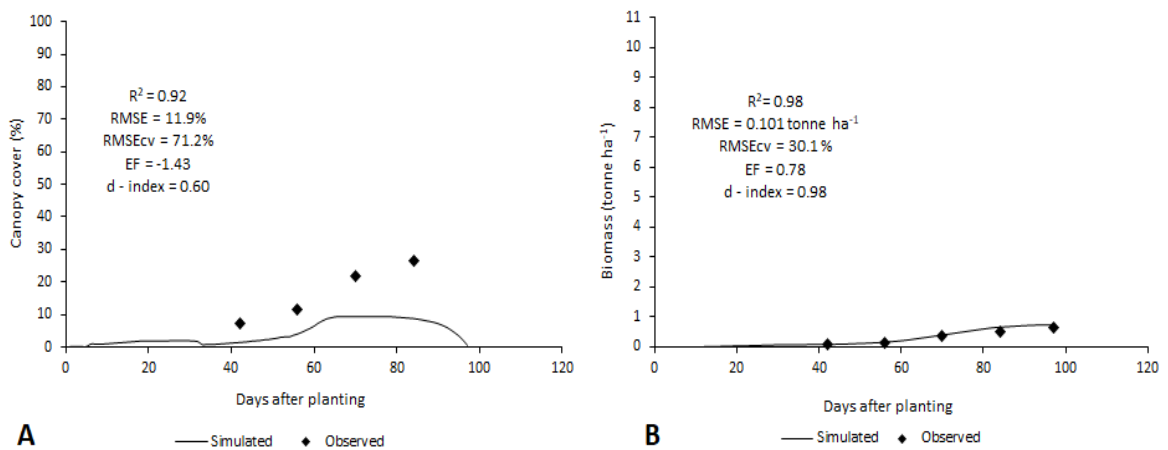 100
90
80
70
60
50
40
30
20
10
0
Canopy cover (%)
R² = 0.92
RMSE = 11.9%
RMSEcv = 71.2%
EF = -1.43
d - index = 0.60
0 20 40 60 80 100 120
Days after planting
A
Simulated ◆ Observed
11
10
9
8
7
6
5
4
3
2
1
0
Biomass (tonne ha⁻¹)
R² = 0.98
RMSE = 0.101 tonne ha⁻¹
RMSEcv = 30.1 %
EF = 0.78
d - index = 0.98
0 20 40 60 80 100 120
Days after planting
B
Simulated ◆ Observed